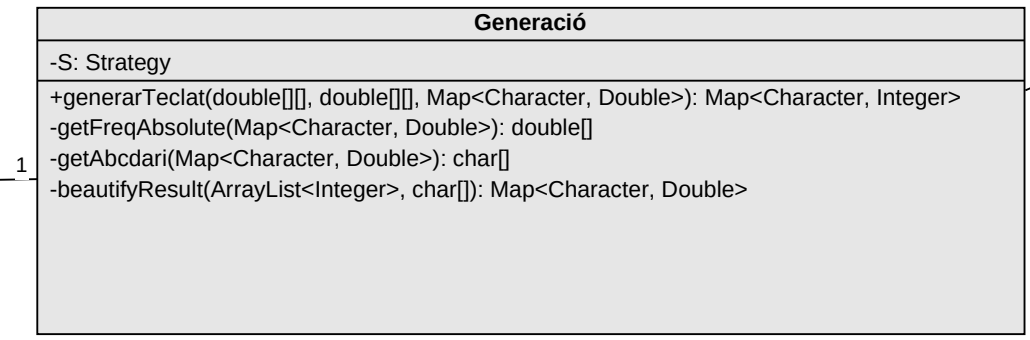 Generació
-S: Strategy
+generarTeclat(double[][], double[][], Map<Character, Double>): Map<Character, Integer>
-getFreqAbsolute(Map<Character, Double>): double[]
1
-getAbcdari(Map<Character, Double>): char[]
-beautifyResult(ArrayList<Integer>, char[]): Map<Character, Double>